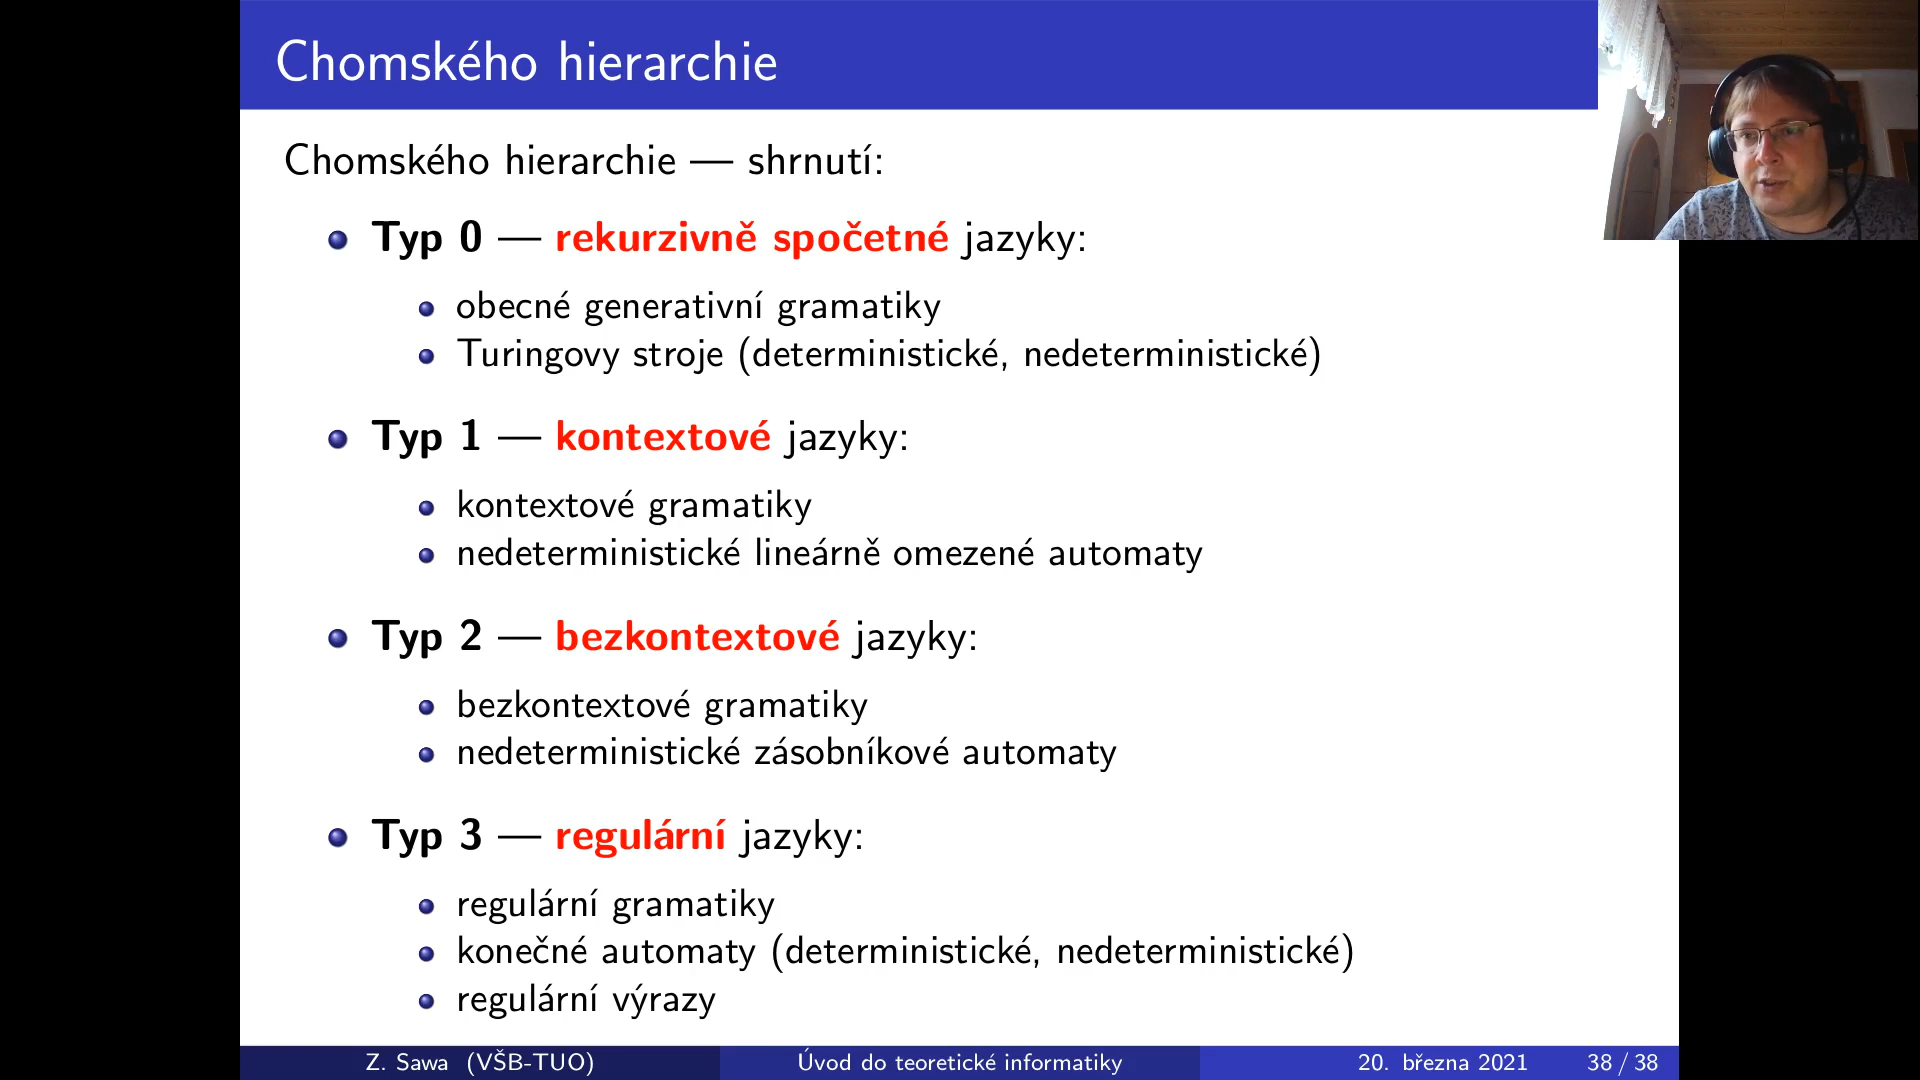 Chomského hierarchie
Chomského hierarchie — shrnutí:
Typ 0 — rekurzivně spočetné jazyky:
obecné generativní gramatiky
Turingovy stroje (deterministické, nedeterministické)
Typ 1 — kontextové jazyky:
kontextové gramatiky
nedeterministické lineárně omezené automaty
Typ 2 — bezkontextové jazyky:
bezkontextové gramatiky
nedeterministické zásobníkové automaty
Typ 3 — regulární jazyky:
regulární gramatiky
konečné automaty (deterministické, nedeterministické)
regulární výrazy
Z. Sawa (VŠB-TUO) Úvod do teoretické informatiky 20. března 2021 38 / 38